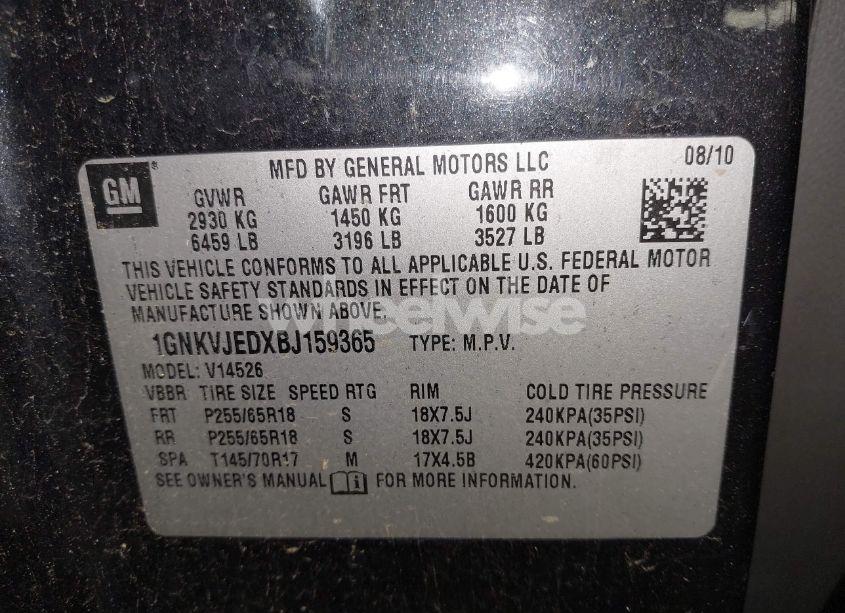 GM
MFD BY GENERAL MOTORS LLC 08/10
GVWR GAWR FRT GAWR RR
2930 KG 1450 KG 1600 KG
6459 LB 3196 LB 3527 LB
THIS VEHICLE CONFORMS TO ALL APPLICABLE U.S. FEDERAL MOTOR
VEHICLE SAFETY STANDARDS IN EFFECT ON THE DATE OF
MANUFACTURE SHOWN ABOVE.
wheelwise
1GNKVJEDXBJ159365 TYPE: M.P.V.
MODEL: V14526
VBBR TIRE SIZE SPEED RTG RIM COLD TIRE PRESSURE
FRT P255/65R18 S 18X7.5J 240KPA(35PSI)
RR P255/65R18 S 18X7.5J 240KPA(35PSI)
SPA T145/70R17 M 17X4.5B 420KPA(60PSI)
SEE OWNER'S MANUAL i FOR MORE INFORMATION.